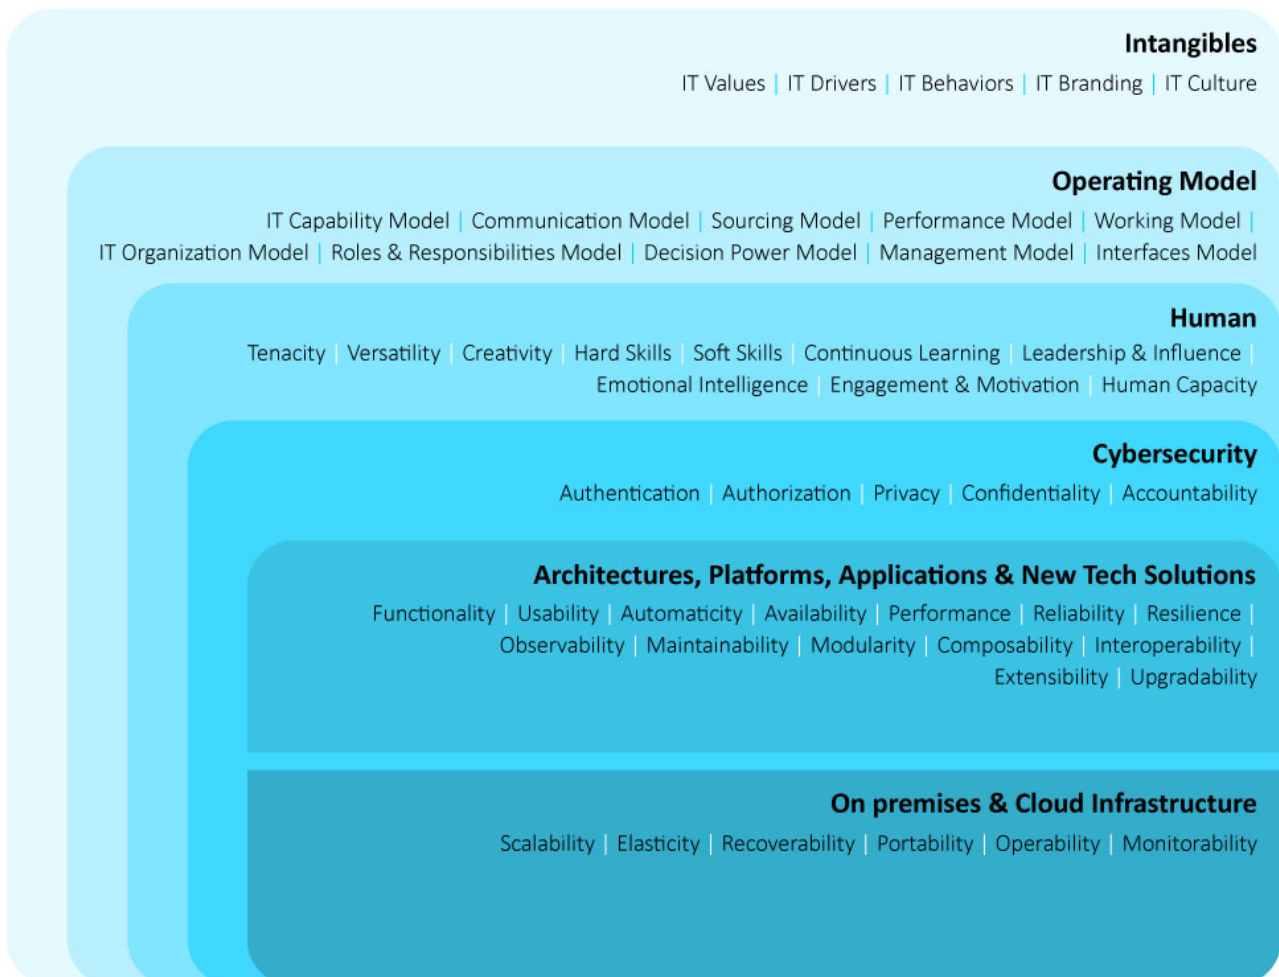 Intangibles
IT Values | IT Drivers | IT Behaviors | IT Branding | IT Culture
Operating Model
IT Capability Model | Communication Model | Sourcing Model | Performance Model | Working Model |
IT Organization Model | Roles & Responsibilities Model | Decision Power Model | Management Model | Interfaces Model
Human
Tenacity | Versatility | Creativity | Hard Skills | Soft Skills | Continuous Learning | Leadership & Influence |
Emotional Intelligence | Engagement & Motivation | Human Capacity
Cybersecurity
Authentication | Authorization | Privacy | Confidentiality | Accountability
Architectures, Platforms, Applications & New Tech Solutions
Functionality | Usability | Automaticity | Availability | Performance | Reliability | Resilience |
Observability | Maintainability | Modularity | Composability | Interoperability |
Extensibility | Upgradability
On premises & Cloud Infrastructure
Scalability | Elasticity | Recoverability | Portability | Operability | Monitorability